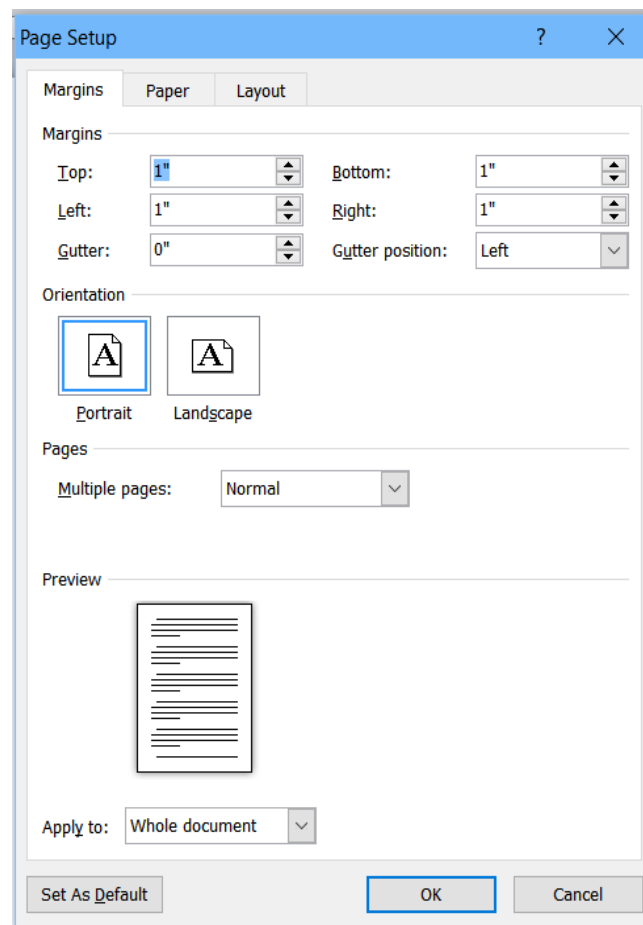 Page Setup ? X
Margins Paper Layout
Margins
Top: 1" Bottom: 1"
Left: 1" Right: 1"
Gutter: 0" Gutter position: Left
Orientation
A A
Portrait Landscape
Pages
Multiple pages: Normal
Preview
Apply to: Whole document
Set As Default OK Cancel